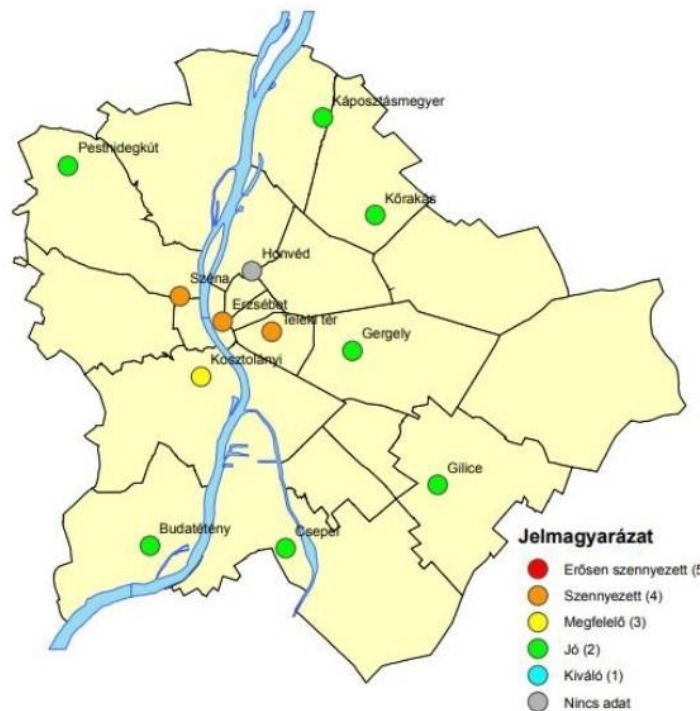 Káposztásmegyer
Pesthidegkút
Kőrakás
Honvéd
Széna
Erzsébet
Teleki tér
Gergely
Kosztolányi
Gilice
Budatétény
Csepel
Jelmagyarázat
Erősen szennyezett (5
Szennyezett (4)
Megfelelő (3)
Jó (2)
Kiváló (1)
Nincs adat